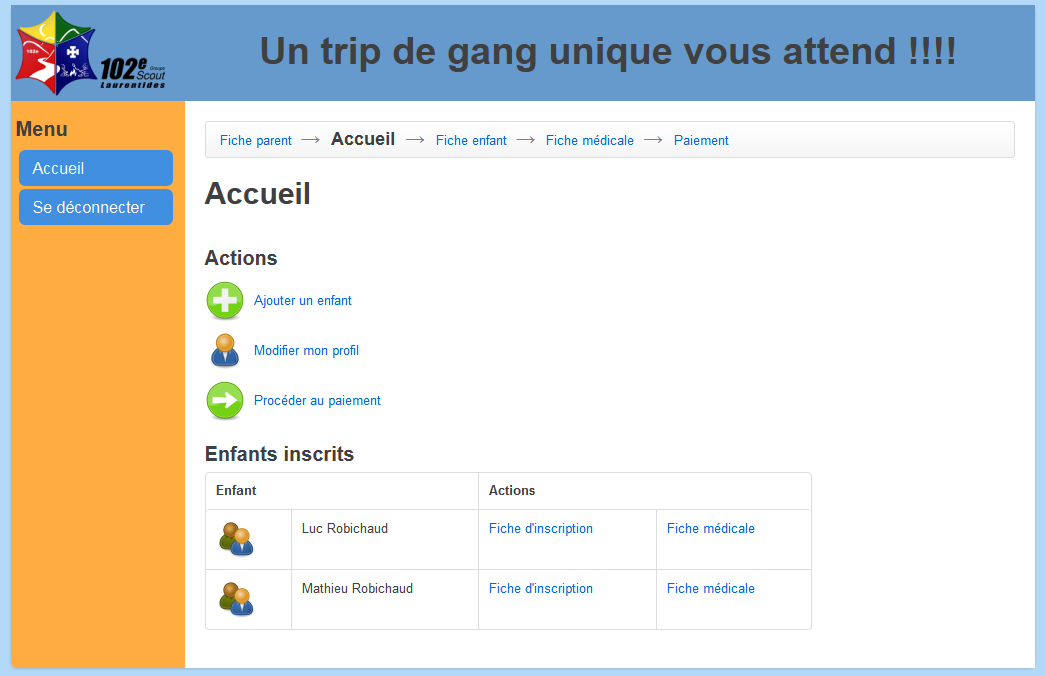 102e Groupe Scout
Laurentides
Un trip de gang unique vous attend !!!!
Menu
Accueil
Se déconnecter
Fiche parent → Accueil → Fiche enfant → Fiche médicale → Paiement
Accueil
Actions
Ajouter un enfant
Modifier mon profil
Procéder au paiement
Enfants inscrits
Enfant Actions
Luc Robichaud Fiche d'inscription Fiche médicale
Mathieu Robichaud Fiche d'inscription Fiche médicale